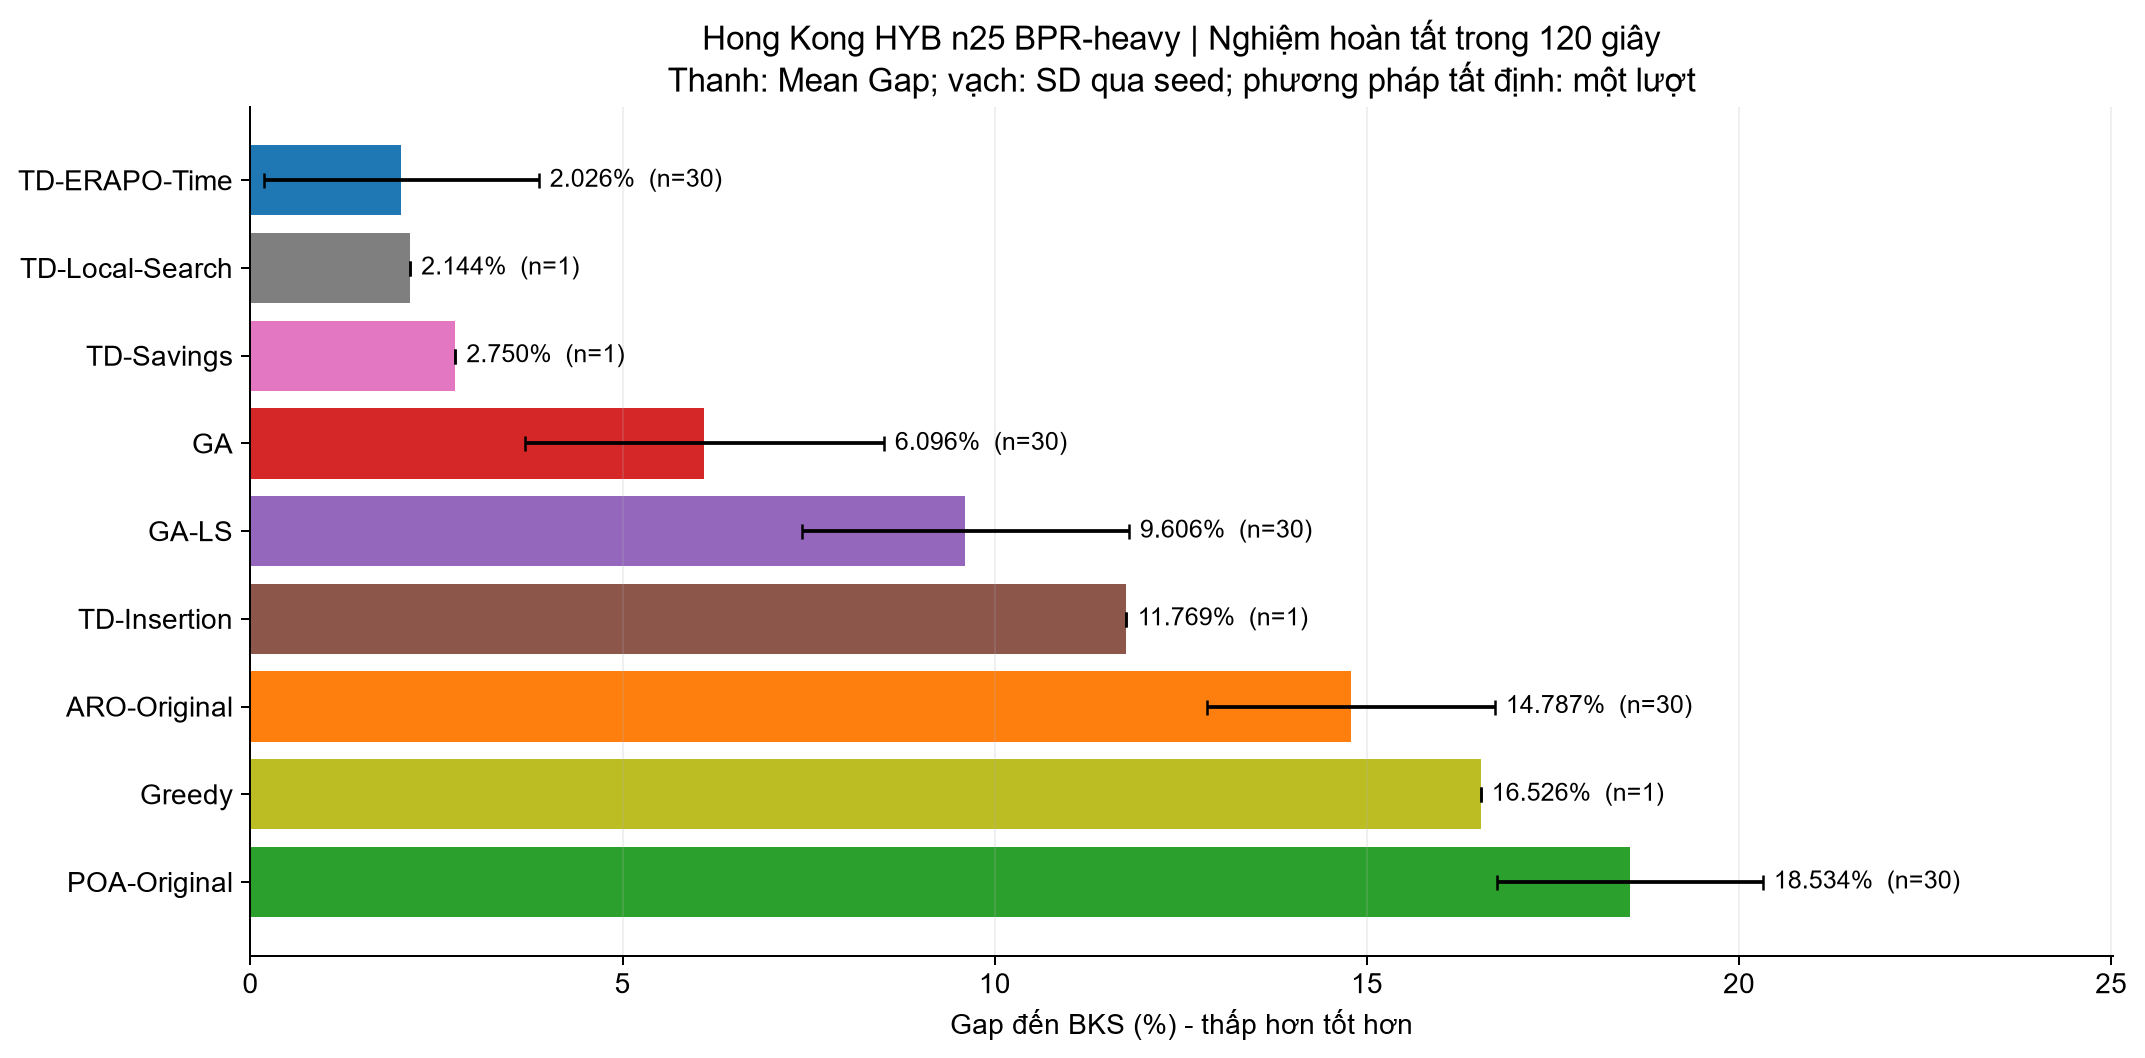 Hong Kong HYB n25 BPR-heavy | Nghiệm hoàn tất trong 120 giây
Thanh: Mean Gap; vạch: SD qua seed; phương pháp tất định: một lượt
TD-ERAPO-Time 2.026% (n=30)
TD-Local-Search 2.144% (n=1)
TD-Savings 2.750% (n=1)
GA 6.096% (n=30)
GA-LS 9.606% (n=30)
TD-Insertion 11.769% (n=1)
ARO-Original 14.787% (n=30)
Greedy 16.526% (n=1)
POA-Original 18.534% (n=30)
0 5 10 15 20 25
Gap đến BKS (%) - thấp hơn tốt hơn